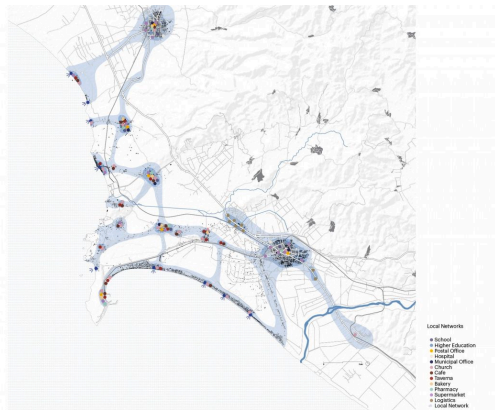 Local Networks
School
Higher Education
Postal Office
Hospital
Municipal Office
Church
Cafe
Taverna
Bakery
Pharmacy
Supermarket
Logistics
Local Network